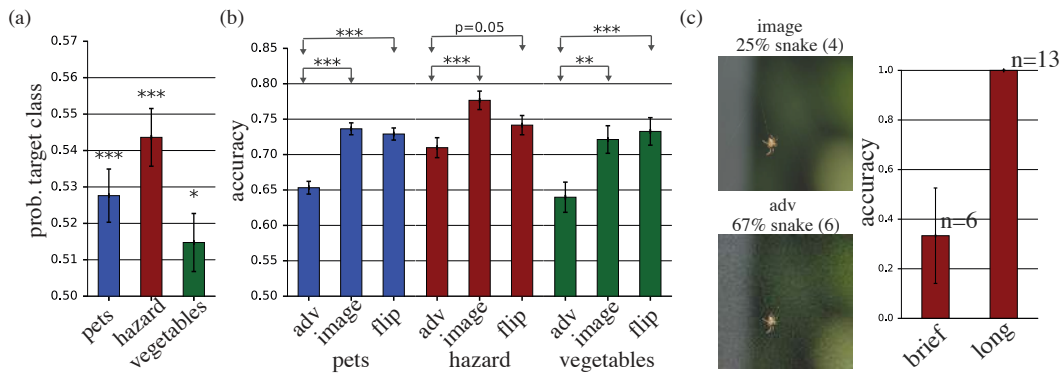 (a)
prob. target class
0.57
0.56
0.55
0.54
0.53
0.52
0.51
0.50
***
***
*
pets
hazard
vegetables
(b)
accuracy
0.85
0.80
0.75
0.70
0.65
0.60
0.55
0.50
***
***
p=0.05
***
***
**
adv
image
flip
adv
image
flip
adv
image
flip
pets
hazard
vegetables
(c)
image
25% snake (4)
adv
67% snake (6)
accuracy
1.0
0.8
0.6
0.4
0.2
0.0
n=6
n=13
brief
long